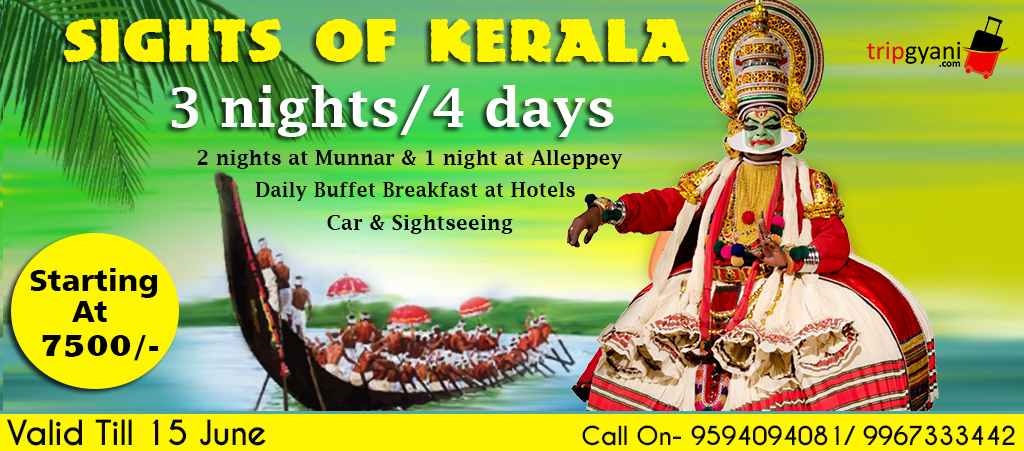 SIGHTS OF KERALA
tripgyani
.com
3 nights/4 days
2 nights at Munnar & 1 night at Alleppey
Daily Buffet Breakfast at Hotels
Car & Sightseeing
Starting
At
7500/-
Valid Till 15 June
Call On- 9594094081/ 9967333442